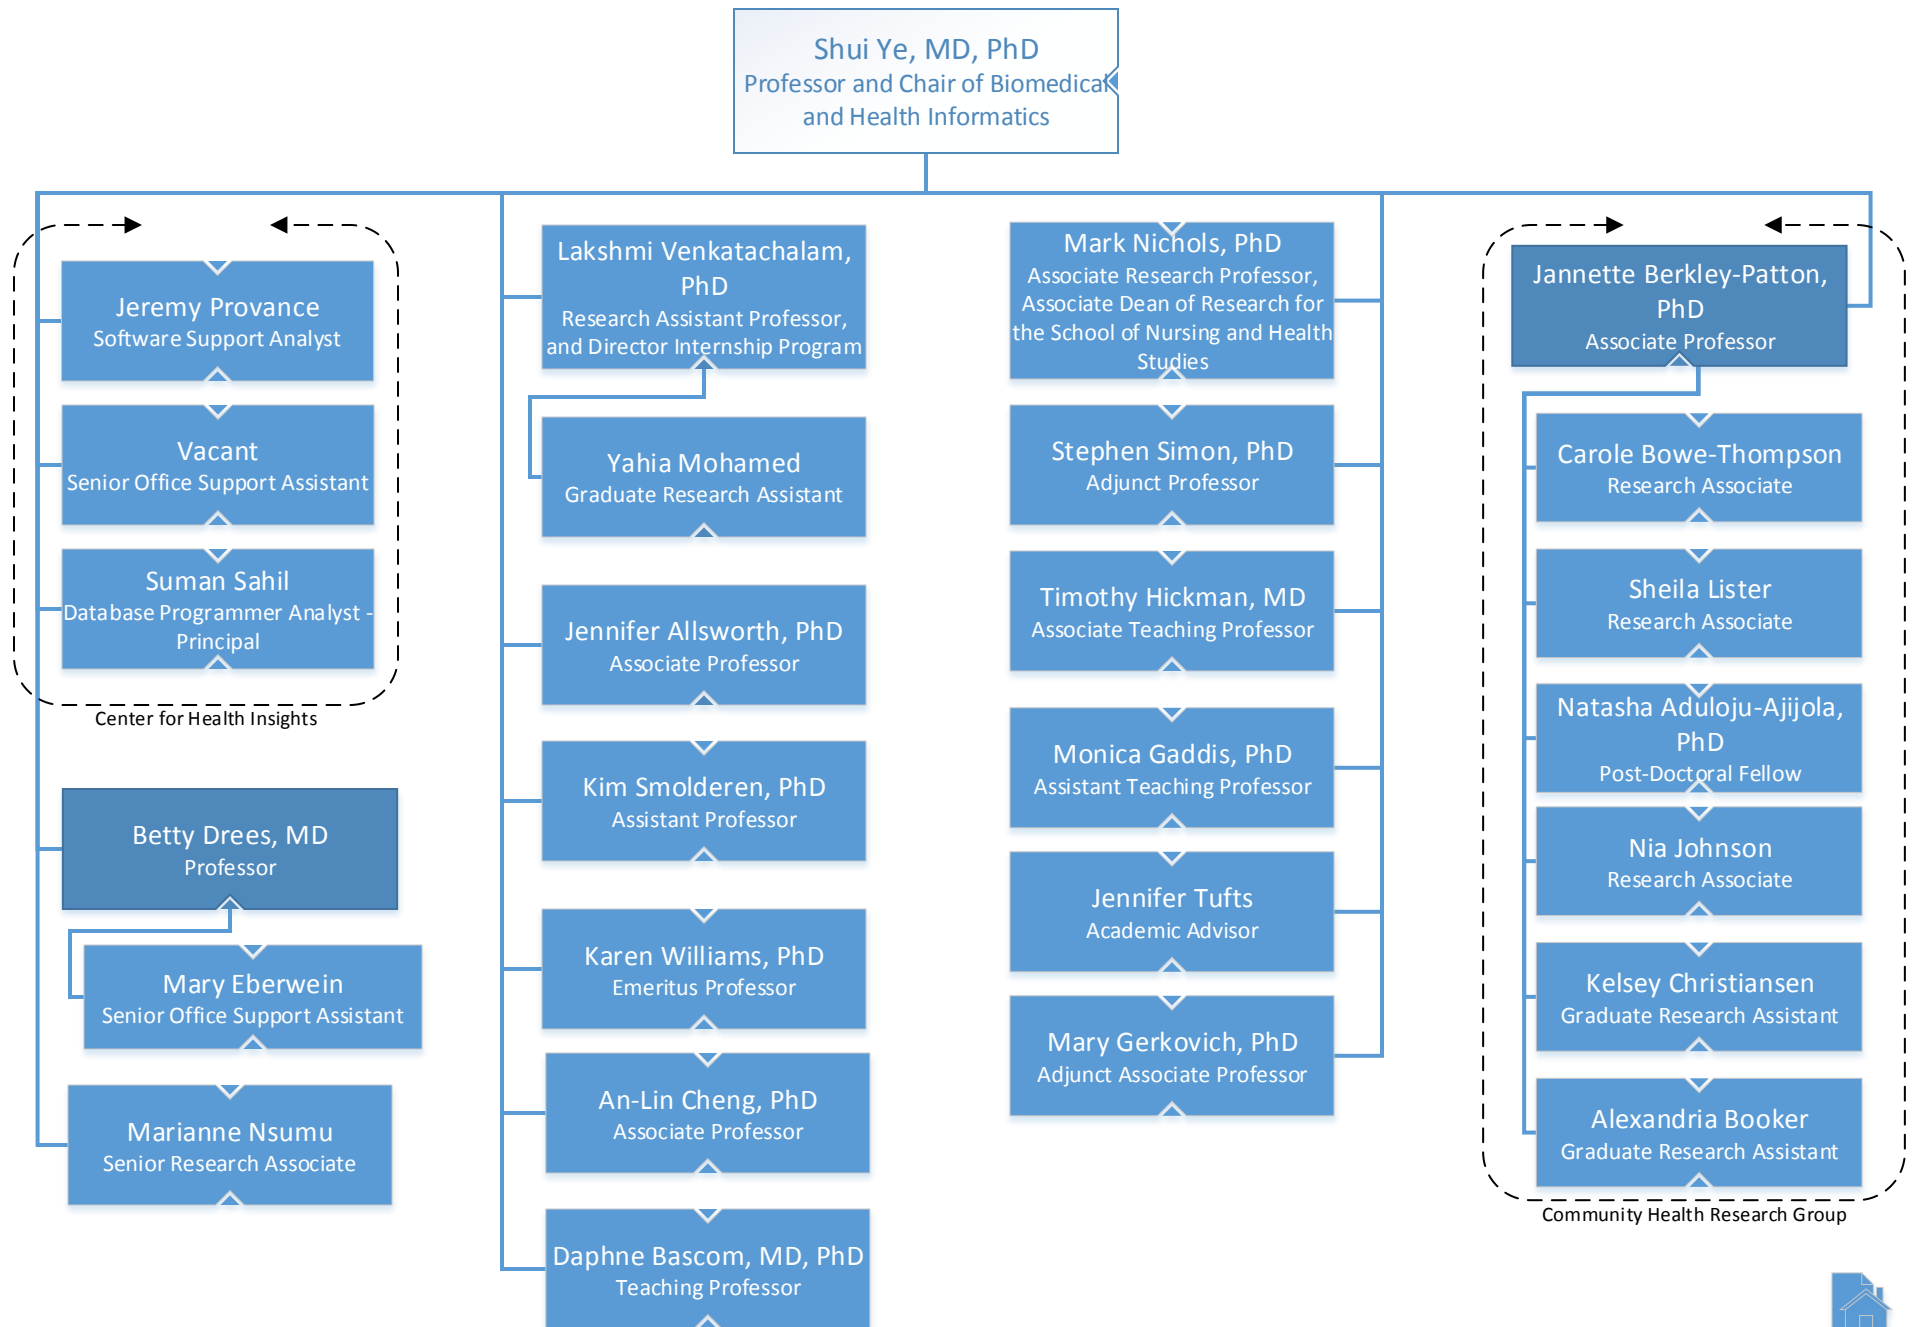 Shui Ye, MD, PhD
Professor and Chair of Biomedical
and Health Informatics
Jeremy Provance
Software Support Analyst
Vacant
Senior Office Support Assistant
Suman Sahil
Database Programmer Analyst -
Principal
Center for Health Insights
Betty Drees, MD
Professor
Mary Eberwein
Senior Office Support Assistant
Marianne Nsumu
Senior Research Associate
Lakshmi Venkatachalam,
PhD
Research Assistant Professor,
and Director Internship Program
Yahia Mohamed
Graduate Research Assistant
Jennifer Allsworth, PhD
Associate Professor
Kim Smolderen, PhD
Assistant Professor
Karen Williams, PhD
Emeritus Professor
An-Lin Cheng, PhD
Associate Professor
Daphne Bascom, MD, PhD
Teaching Professor
Mark Nichols, PhD
Associate Research Professor,
Associate Dean of Research for
the School of Nursing and Health
Studies
Stephen Simon, PhD
Adjunct Professor
Timothy Hickman, MD
Associate Teaching Professor
Monica Gaddis, PhD
Assistant Teaching Professor
Jennifer Tufts
Academic Advisor
Mary Gerkovich, PhD
Adjunct Associate Professor
Jannette Berkley-Patton,
PhD
Associate Professor
Carole Bowe-Thompson
Research Associate
Sheila Lister
Research Associate
Natasha Aduloju-Ajijola,
PhD
Post-Doctoral Fellow
Nia Johnson
Research Associate
Kelsey Christiansen
Graduate Research Assistant
Alexandria Booker
Graduate Research Assistant
Community Health Research Group